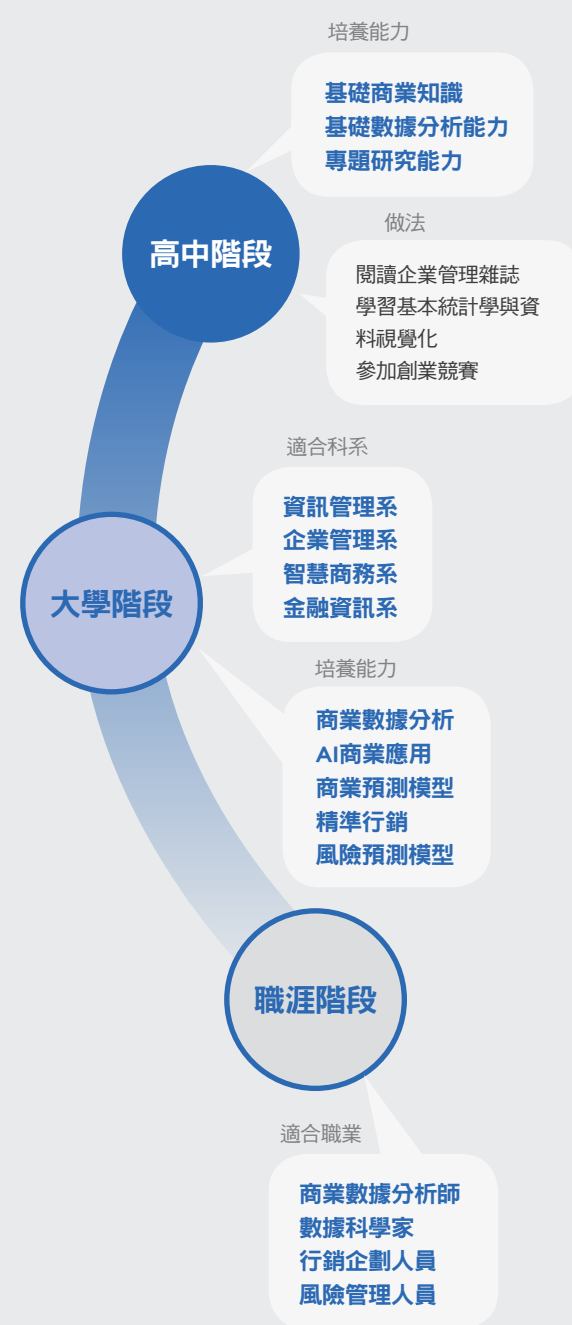 培養能力
基礎商業知識
基礎數據分析能力
專題研究能力
高中階段
做法
閱讀企業管理雜誌
學習基本統計學與資
料視覺化
參加創業競賽
適合科系
資訊管理系
企業管理系
智慧商務系
金融資訊系
大學階段
培養能力
商業數據分析
AI商業應用
商業預測模型
精準行銷
風險預測模型
職涯階段
適合職業
商業數據分析師
數據科學家
行銷企劃人員
風險管理人員